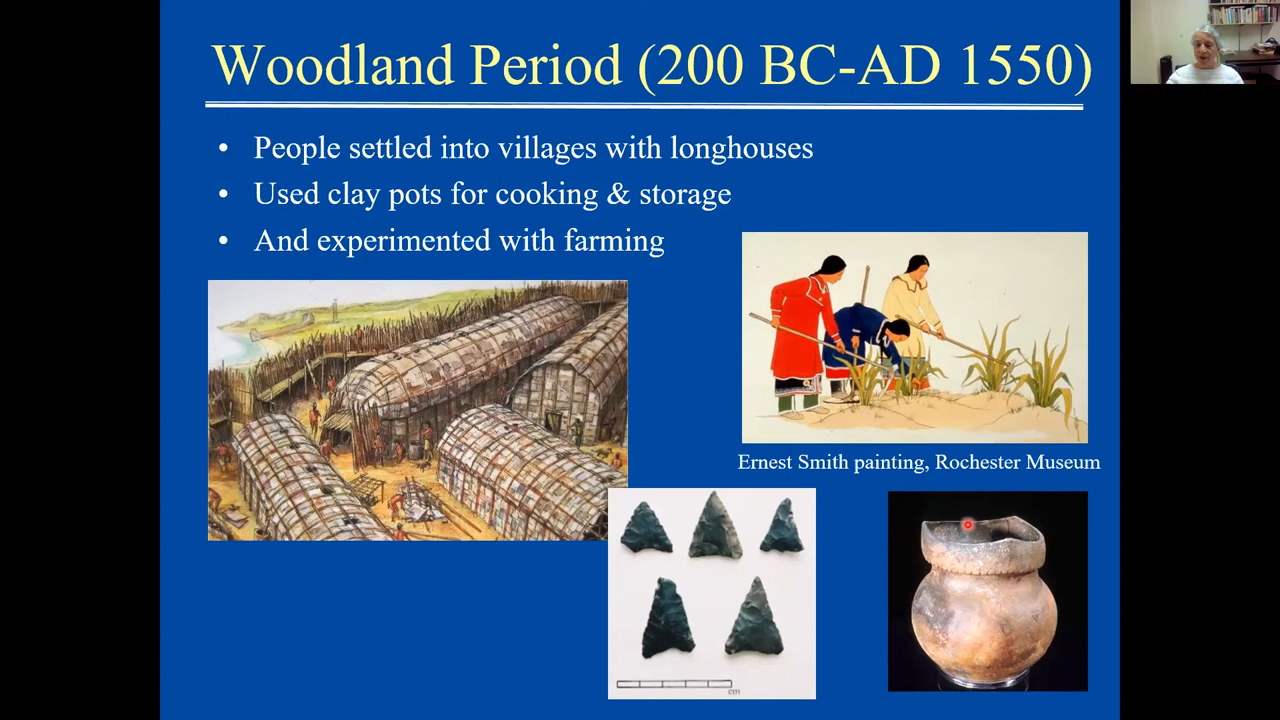 Woodland Period (200 BC-AD 1550)
• People settled into villages with longhouses
• Used clay pots for cooking & storage
• And experimented with farming
Ernest Smith painting, Rochester Museum
cm